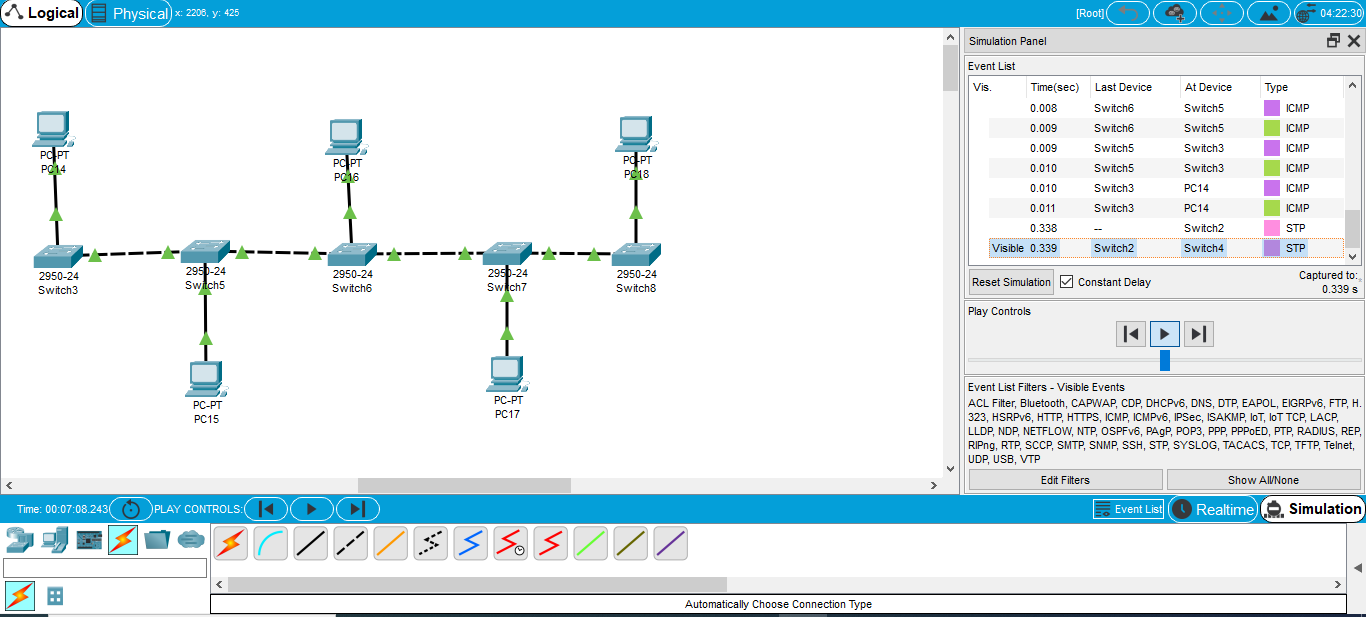 Logical
Physical
x: 2206, y: 425
[Root]
04:22:30
PC-PT
PC14
PC-PT
PC16
PC-PT
PC18
2950-24
Switch3
2950-24
Switch5
2950-24
Switch6
2950-24
Switch7
2950-24
Switch8
PC-PT
PC15
PC-PT
PC17
Simulation Panel
Event List
Vis. Time(sec) Last Device At Device Type
0.008 Switch6 Switch5 ICMP
0.009 Switch6 Switch5 ICMP
0.009 Switch5 Switch3 ICMP
0.010 Switch5 Switch3 ICMP
0.010 Switch3 PC14 ICMP
0.011 Switch3 PC14 ICMP
0.338 -- Switch2 STP
Visible 0.339 Switch2 Switch4 STP
Reset Simulation
Constant Delay
Captured to:
0.339 s
Play Controls
Event List Filters - Visible Events
ACL Filter, Bluetooth, CAPWAP, CDP, DHCPv6, DNS, DTP, EAPOL, EIGRPv6, FTP, H.
323, HSRPv6, HTTP, HTTPS, ICMP, ICMPv6, IPSec, ISAKMP, IoT, IoT TCP, LACP,
LLDP, NDP, NETFLOW, NTP, OSPFv6, PAgP, POP3, PPP, PPPoED, PTP, RADIUS, REP,
RIPng, RTP, SCCP, SMTP, SNMP, SSH, STP, SYSLOG, TACACS, TCP, TFTP, Telnet,
UDP, USB, VTP
Edit Filters
Show All/None
Time: 00:07:08.243
PLAY CONTROLS:
Event List
Realtime
Simulation
Automatically Choose Connection Type